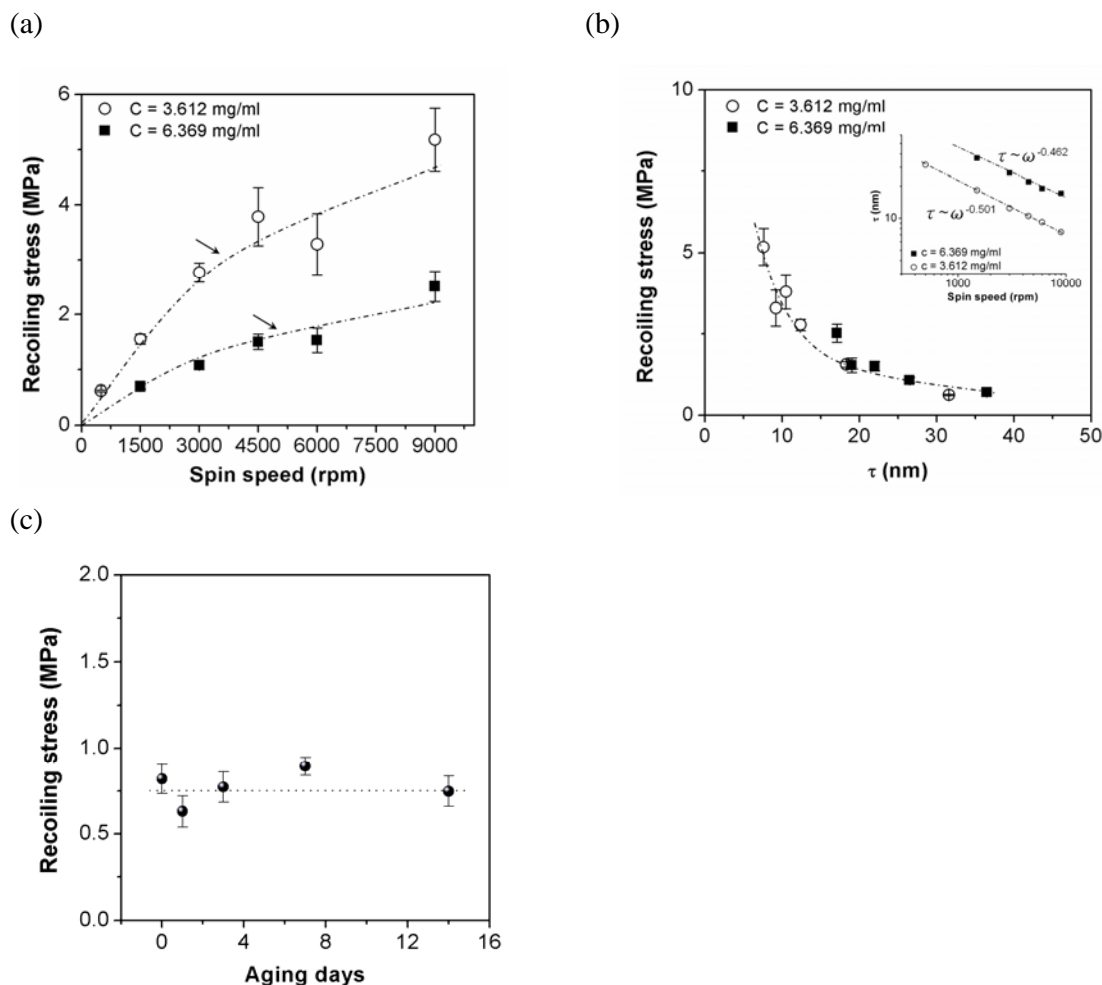 (a)
6
4
2
0
Recoiling stress (MPa)
C = 3.612 mg/ml
C = 6.369 mg/ml
0 1500 3000 4500 6000 7500 9000
Spin speed (rpm)
(b)
10
5
0
Recoiling stress (MPa)
C = 3.612 mg/ml
C = 6.369 mg/ml
τ (nm)
10
τ ~ ω^-0.462
τ ~ ω^-0.501
c = 6.369 mg/ml
c = 3.612 mg/ml
1000 10000
Spin speed (rpm)
0 10 20 30 40 50
τ (nm)
(c)
2.0
1.5
1.0
0.5
0.0
Recoiling stress (MPa)
0 4 8 12 16
Aging days